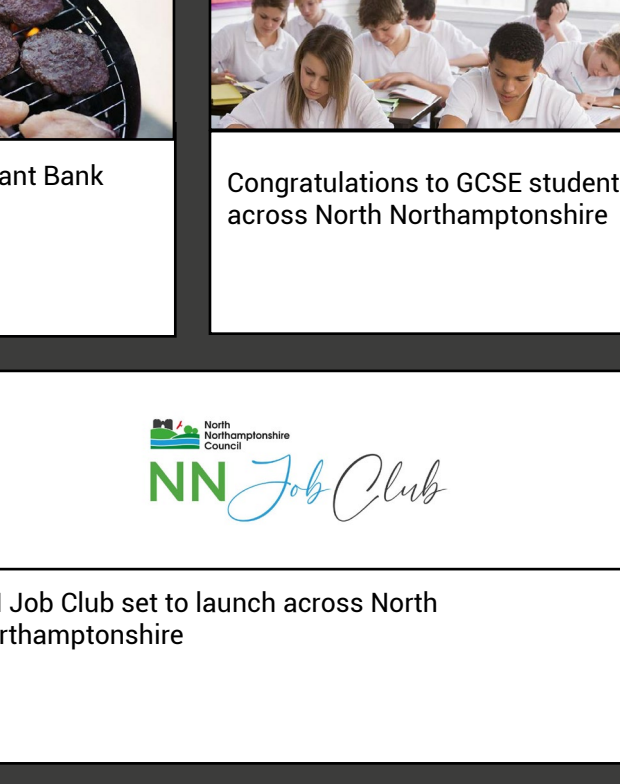 ant Bank
Congratulations to GCSE student
across North Northamptonshire
North
Northamptonshire
Council
NN Job Club
Job Club set to launch across North
rthamptonshire